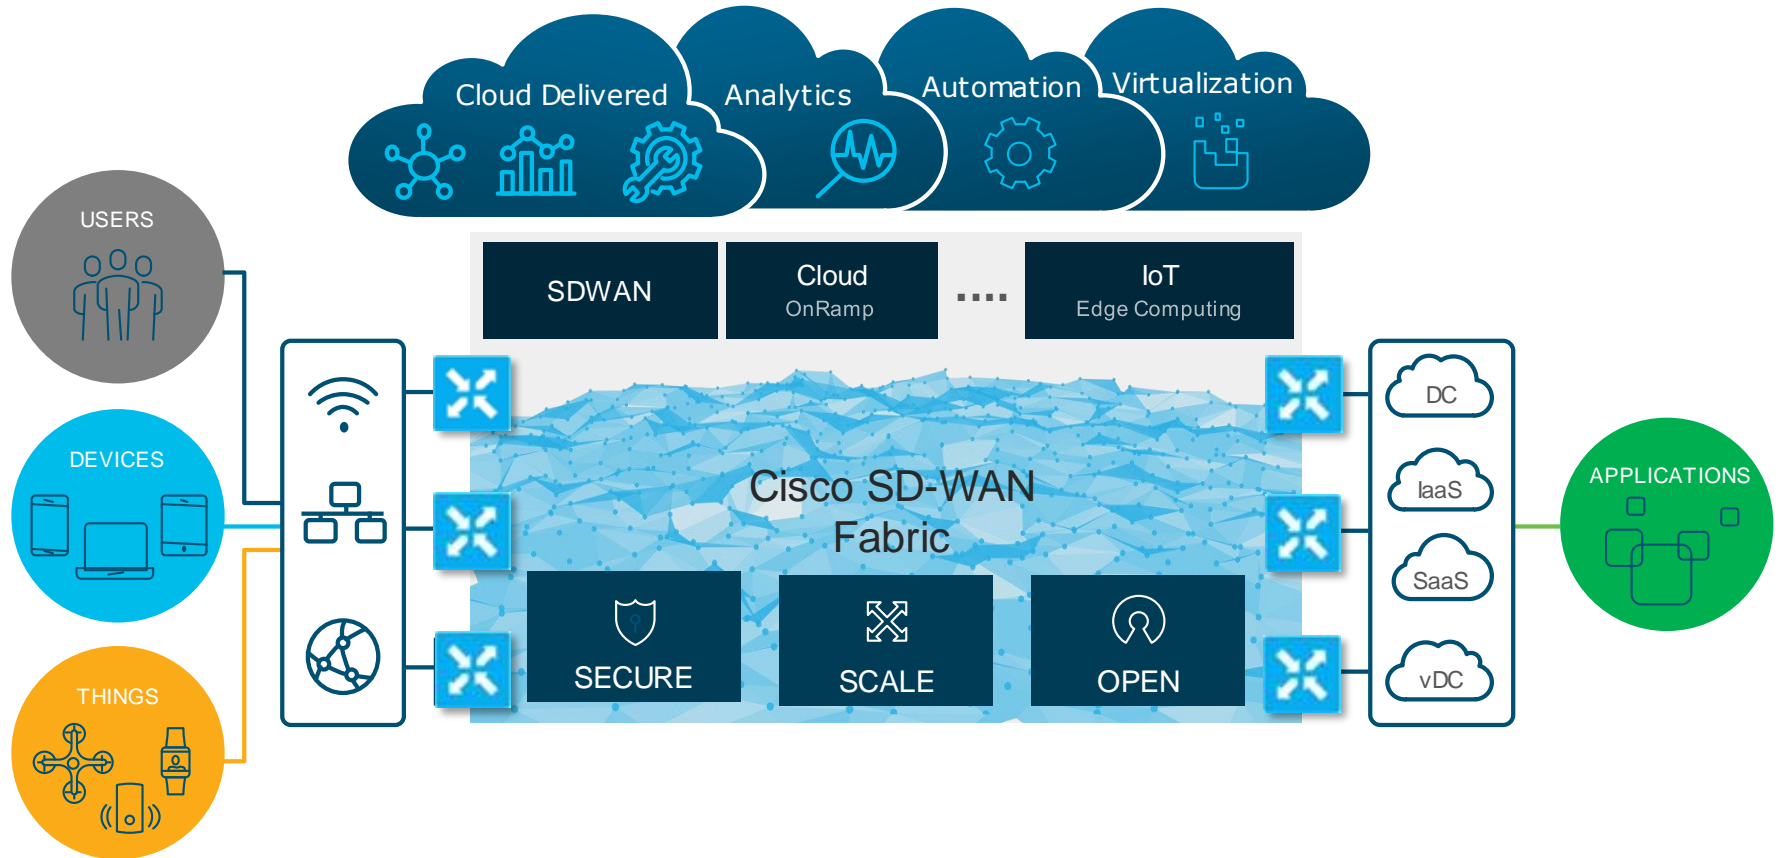 Cloud Delivered
Analytics
Automation
Virtualization
USERS
SDWAN
Cloud
OnRamp
....
IoT
Edge Computing
DC
DEVICES
IaaS
APPLICATIONS
Cisco SD-WAN
Fabric
SaaS
SECURE
SCALE
OPEN
vDC
THINGS